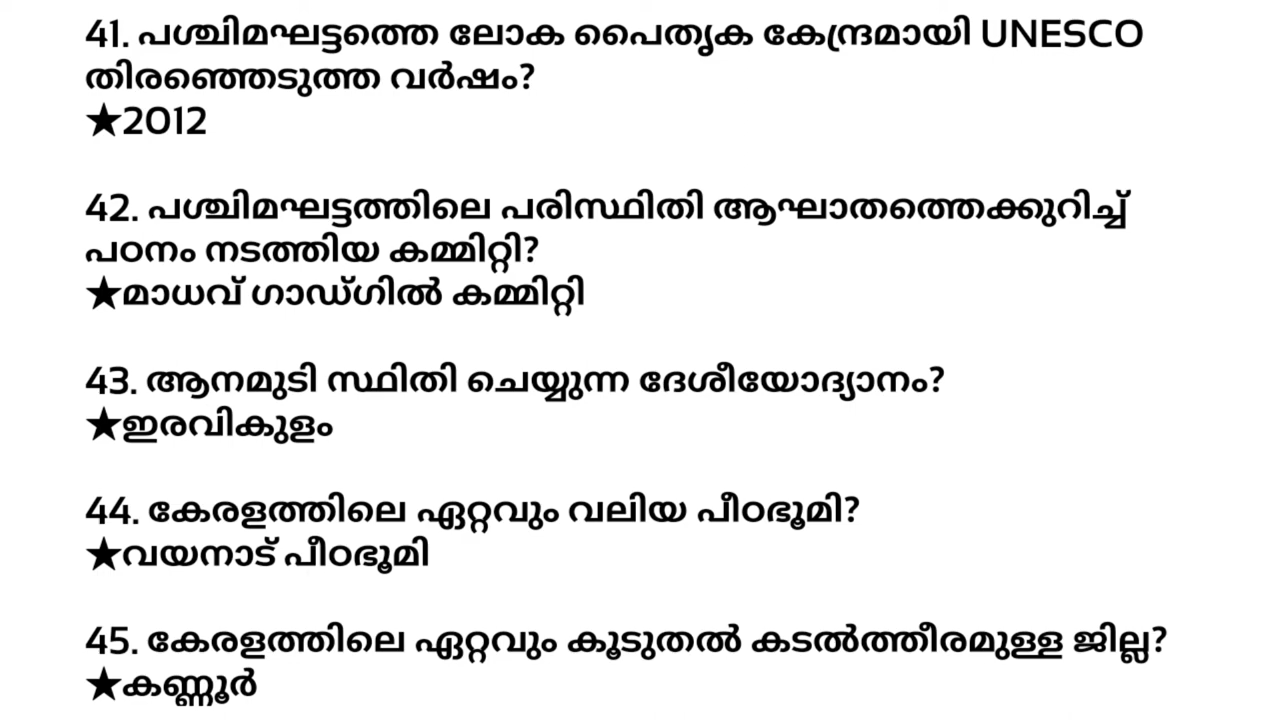 41. പശ്ചിമഘട്ടത്തെ ലോക പൈതൃക കേന്ദ്രമായി UNESCO
തിരഞ്ഞെടുത്ത വർഷം?
★2012
42. പശ്ചിമഘട്ടത്തിലെ പരിസ്ഥിതി ആഘാതത്തെക്കുറിച്ച്
പഠനം നടത്തിയ കമ്മിറ്റി?
★മാധവ് ഗാഡ്ഗിൽ കമ്മിറ്റി
43. ആനമുടി സ്ഥിതി ചെയ്യുന്ന ദേശീയോദ്യാനം?
★ഇരവികുളം
44. കേരളത്തിലെ ഏറ്റവും വലിയ പീഠഭൂമി?
★വയനാട് പീഠഭൂമി
45. കേരളത്തിലെ ഏറ്റവും കൂടുതൽ കടൽത്തീരമുള്ള ജില്ല?
★കണ്ണൂർ